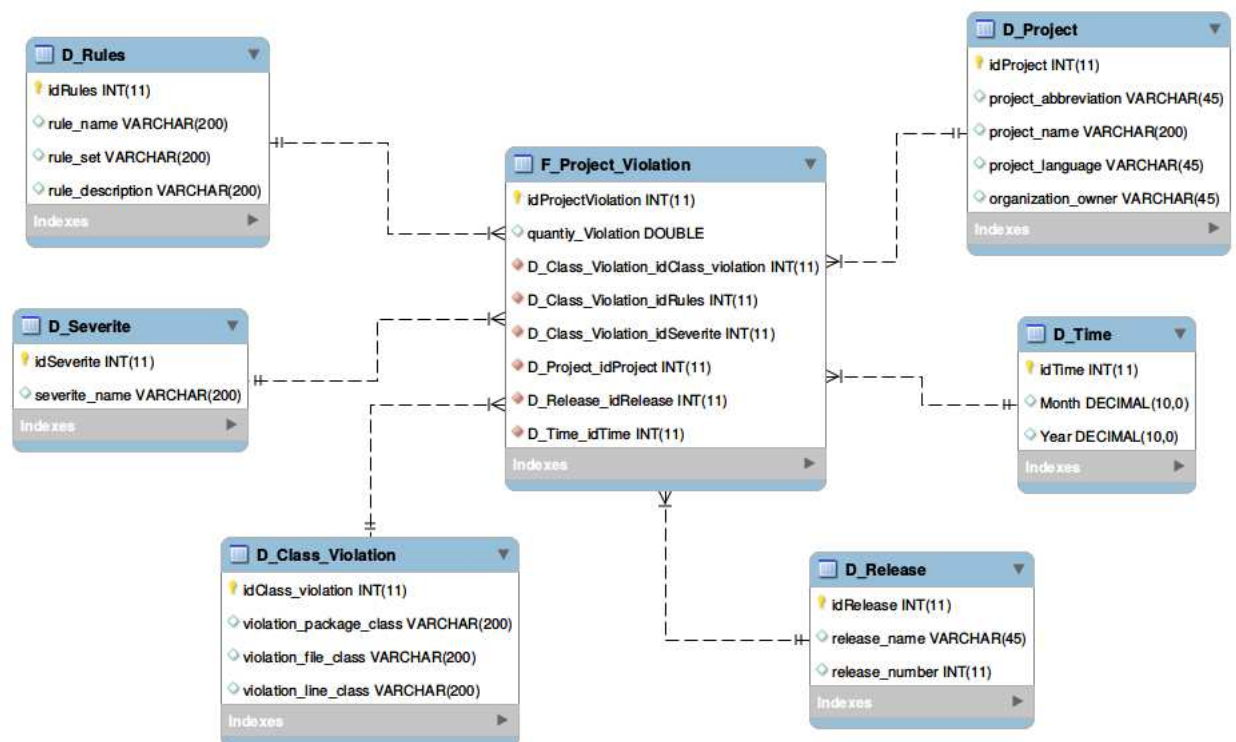 D_Rules
idRules INT(11)
rule_name VARCHAR(200)
rule_set VARCHAR(200)
rule_description VARCHAR(200)
Indexes
D_Severite
idSeverite INT(11)
severite_name VARCHAR(200)
Indexes
D_Class_Violation
idClass_violation INT(11)
violation_package_class VARCHAR(200)
violation_file_class VARCHAR(200)
violation_line_class VARCHAR(200)
Indexes
F_Project_Violation
idProjectViolation INT(11)
quantiy_Violation DOUBLE
D_Class_Violation_idClass_violation INT(11)
D_Class_Violation_idRules INT(11)
D_Class_Violation_idSeverite INT(11)
D_Project_idProject INT(11)
D_Release_idRelease INT(11)
D_Time_idTime INT(11)
Indexes
D_Project
idProject INT(11)
project_abbreviation VARCHAR(45)
project_name VARCHAR(200)
project_language VARCHAR(45)
organization_owner VARCHAR(45)
Indexes
D_Time
idTime INT(11)
Month DECIMAL(10,0)
Year DECIMAL(10,0)
Indexes
D_Release
idRelease INT(11)
release_name VARCHAR(45)
release_number INT(11)
Indexes